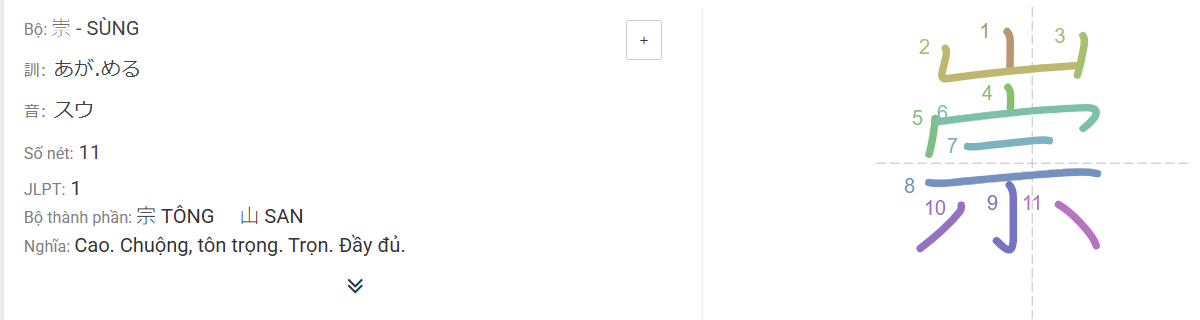 Bộ: 崇 - SÙNG
訓: あが.める
音: スウ
Số nét: 11
JLPT: 1
Bộ thành phần: 宗 TÔNG 山 SAN
Nghĩa: Cao. Chuộng, tôn trọng. Trọn. Đầy đủ.
+
崇
1
2
3
4
5
6
7
8
9
10
11